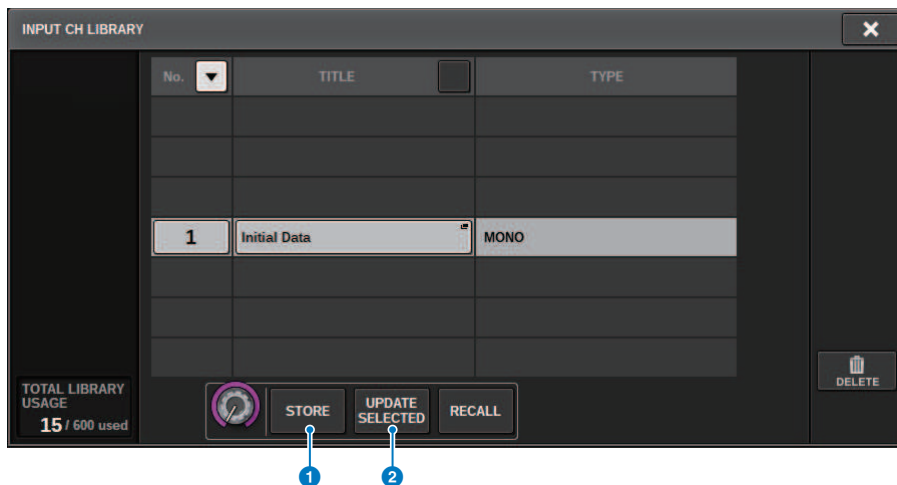 INPUT CH LIBRARY
No. TITLE TYPE
1 Initial Data MONO
DELETE
TOTAL LIBRARY
USAGE
15 / 600 used
STORE
UPDATE
SELECTED
RECALL
1 2